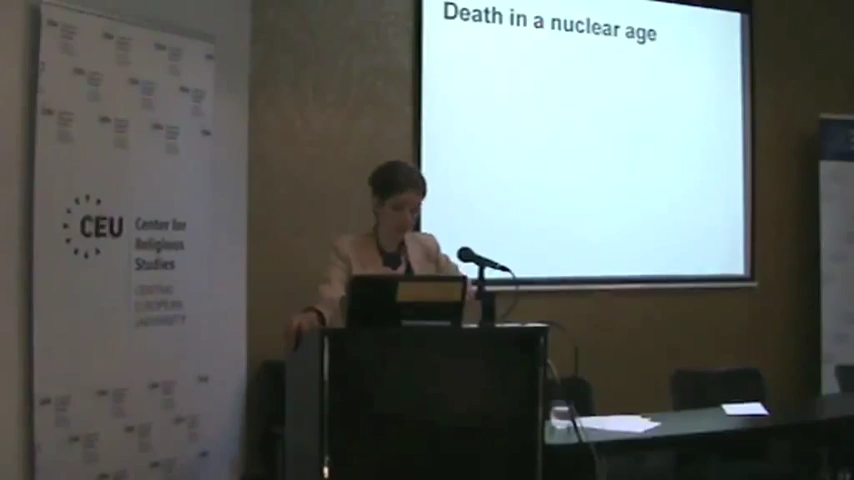 Death in a nuclear age
CEU
Center for
Religious
Studies
CENTRAL
EUROPEAN
UNIVERSITY